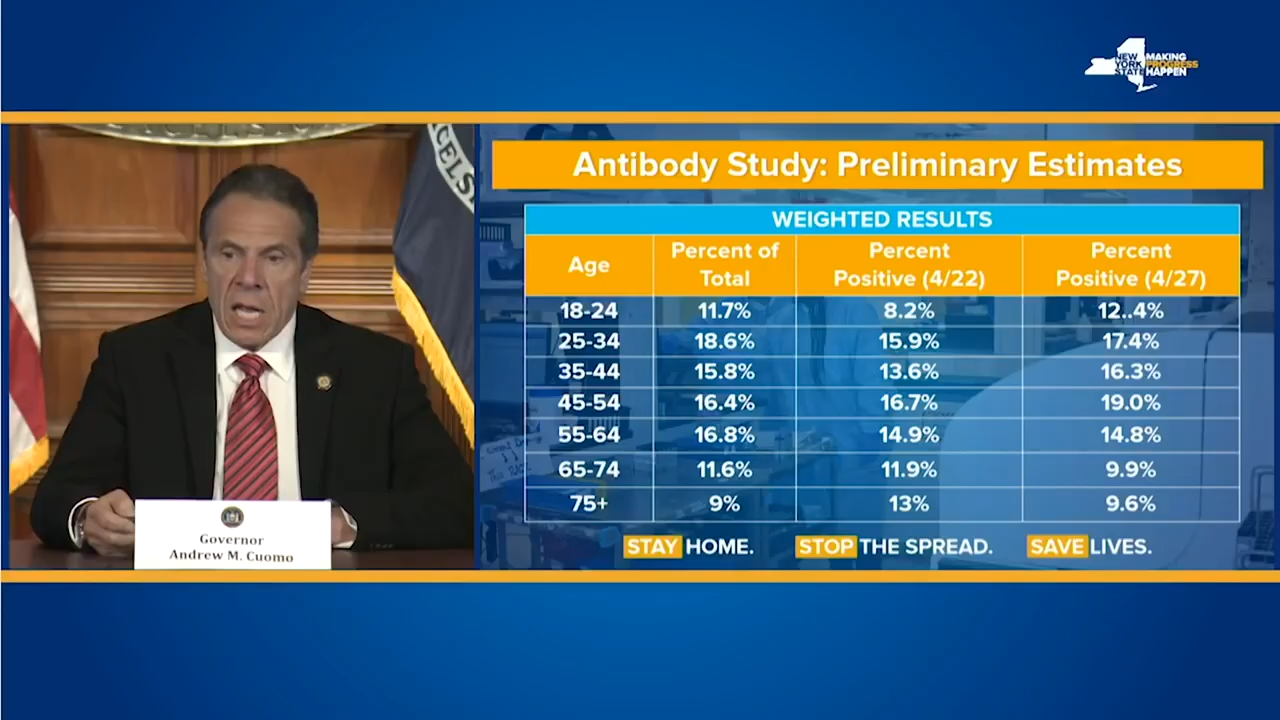 NEW YORK STATE
MAKING PROGRESS HAPPEN
CELS
Antibody Study: Preliminary Estimates
WEIGHTED RESULTS
Age Percent of Total Percent Positive (4/22) Percent Positive (4/27)
18-24 11.7% 8.2% 12..4%
25-34 18.6% 15.9% 17.4%
35-44 15.8% 13.6% 16.3%
45-54 16.4% 16.7% 19.0%
55-64 16.8% 14.9% 14.8%
65-74 11.6% 11.9% 9.9%
75+ 9% 13% 9.6%
STAY HOME. STOP THE SPREAD. SAVE LIVES.
Governor
Andrew M. Cuomo